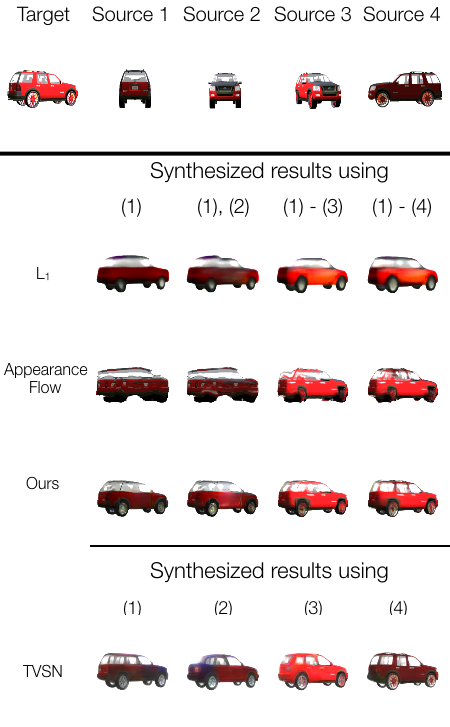 Target Source 1 Source 2 Source 3 Source 4
Synthesized results using
(1) (1), (2) (1) - (3) (1) - (4)
L₁
Appearance
Flow
Ours
Synthesized results using
(1) (2) (3) (4)
TVSN